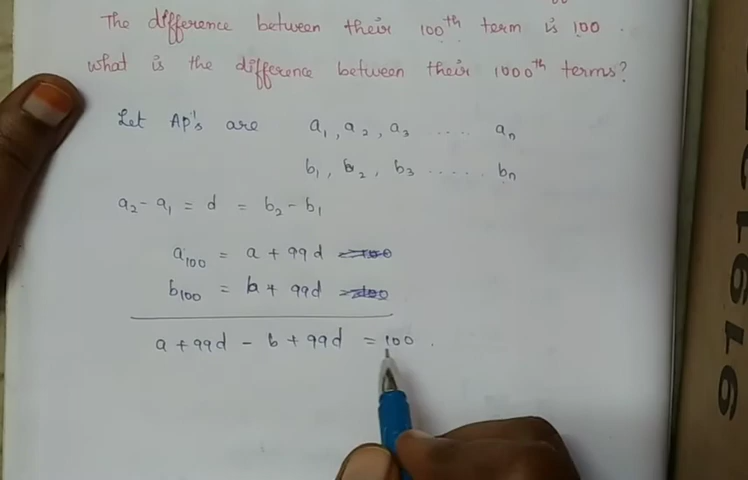 The difference between their 100th term is 100.
what is the difference between their 1000th terms?
Let AP's are a1, a2, a3 ..... an
b1, b2, b3 ..... bn
a2 - a1 = d = b2 - b1
a100 = a + 99d
b100 = b + 99d
a + 99d - b + 99d = 100.